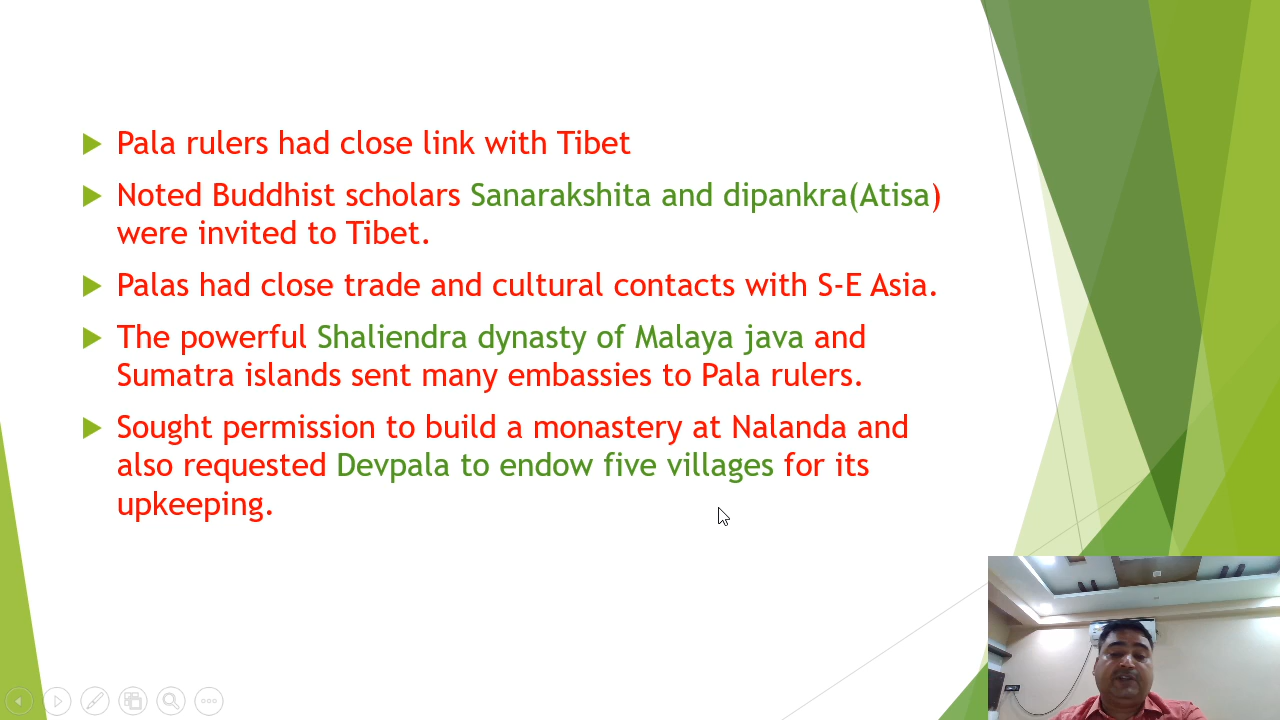 Pala rulers had close link with Tibet
Noted Buddhist scholars Sanarakshita and dipankra(Atisa)
were invited to Tibet.
Palas had close trade and cultural contacts with S-E Asia.
The powerful Shaliendra dynasty of Malaya java and
Sumatra islands sent many embassies to Pala rulers.
Sought permission to build a monastery at Nalanda and
also requested Devpala to endow five villages for its
upkeeping.